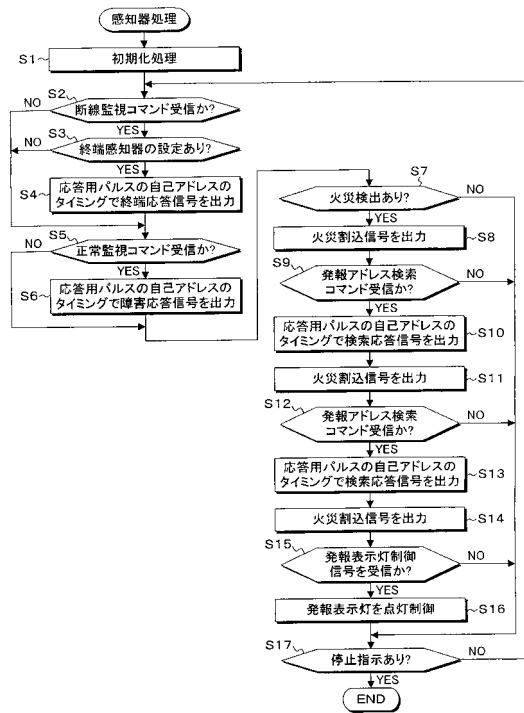 感知器処理
S1
初期化処理
S2
断線監視コマンド受信か?
NO
YES
S3
終端感知器の設定あり?
NO
YES
S4
応答用パルスの自己アドレスの
タイミングで終端応答信号を出力
S5
正常監視コマンド受信か?
NO
YES
S6
応答用パルスの自己アドレスの
タイミングで障害応答信号を出力
S7
火災検出あり?
NO
YES
火災割込信号を出力
S8
S9
発報アドレス検索
コマンド受信か?
NO
YES
応答用パルスの自己アドレスの
タイミングで検索応答信号を出力
S10
火災割込信号を出力
S11
S12
発報アドレス検索
コマンド受信か?
NO
YES
応答用パルスの自己アドレスの
タイミングで検索応答信号を出力
S13
火災割込信号を出力
S14
S15
発報表示灯制御
信号を受信か?
NO
YES
発報表示灯を点灯制御
S16
S17
停止指示あり?
NO
YES
END